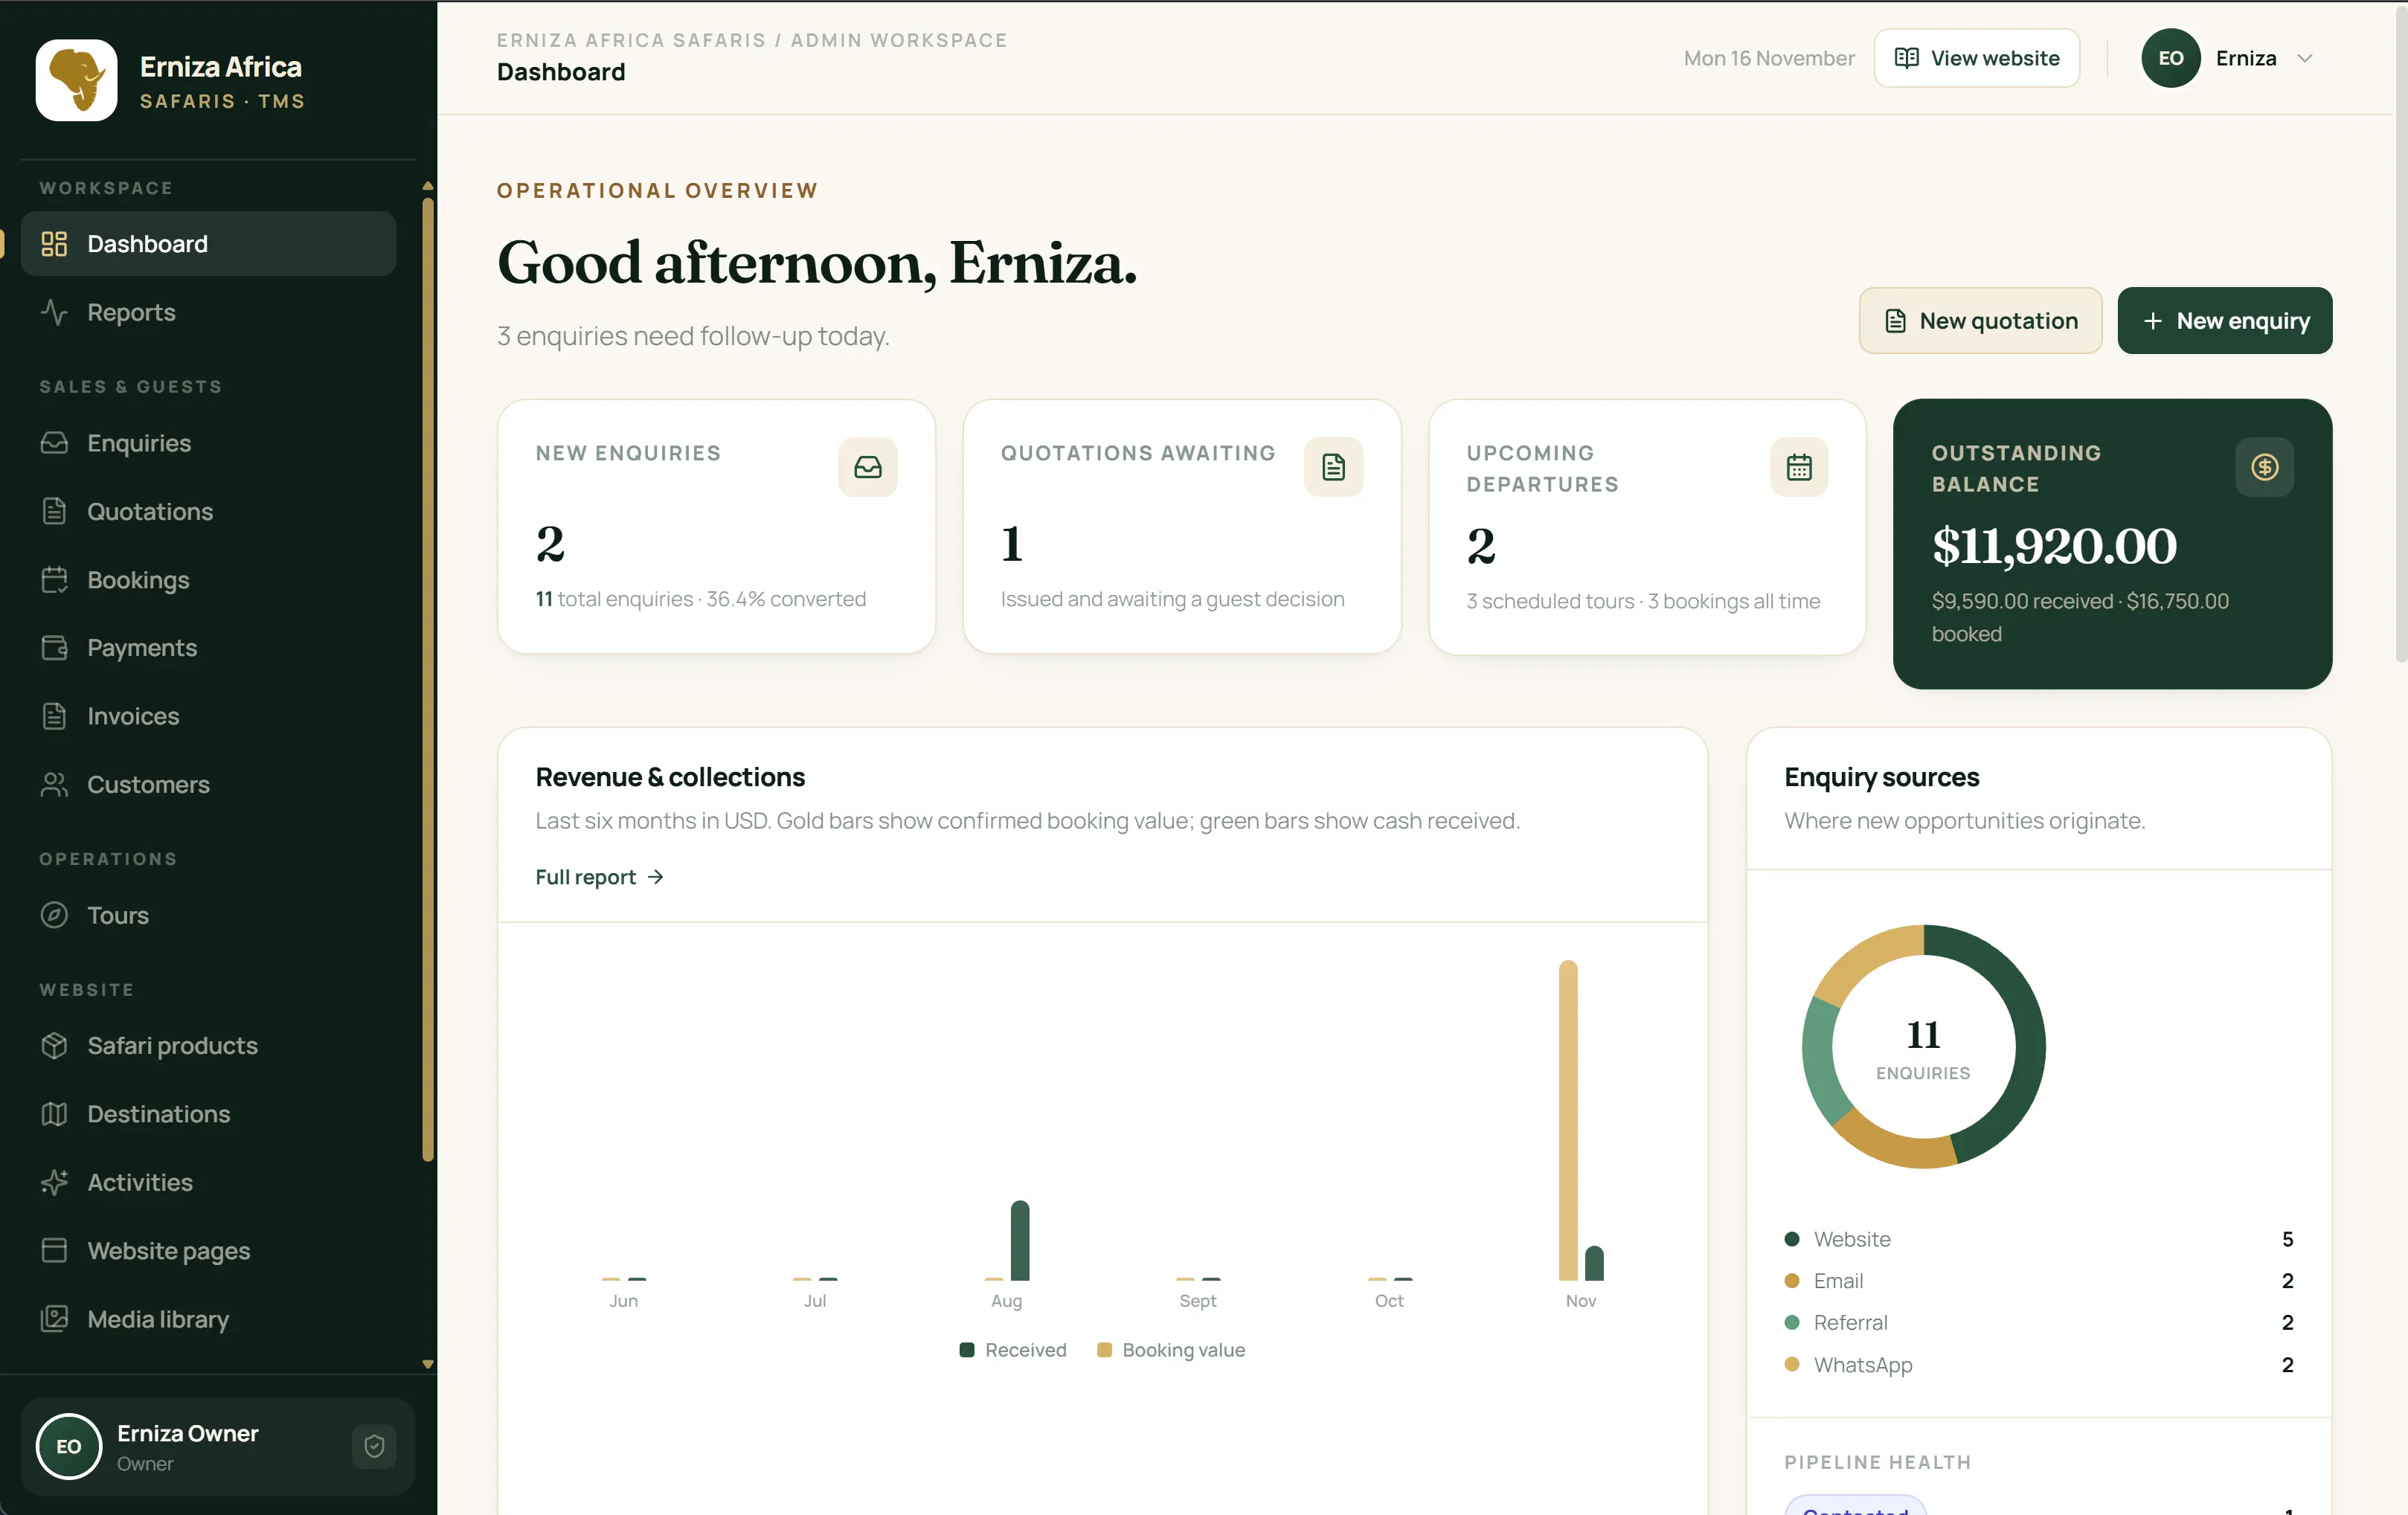 Erniza Africa
SAFARIS · TMS
WORKSPACE
Dashboard
Reports
SALES & GUESTS
Enquiries
Quotations
Bookings
Payments
Invoices
Customers
OPERATIONS
Tours
WEBSITE
Safari products
Destinations
Activities
Website pages
Media library
EO
Erniza Owner
Owner
ERNIZA AFRICA SAFARIS / ADMIN WORKSPACE
Dashboard
Mon 16 November
View website
EO
Erniza
OPERATIONAL OVERVIEW
Good afternoon, Erniza.
3 enquiries need follow-up today.
New quotation
+ New enquiry
NEW ENQUIRIES
2
11 total enquiries · 36.4% converted
QUOTATIONS AWAITING
1
Issued and awaiting a guest decision
UPCOMING
DEPARTURES
2
3 scheduled tours · 3 bookings all time
OUTSTANDING
BALANCE
$11,920.00
$9,590.00 received · $16,750.00
booked
Revenue & collections
Last six months in USD. Gold bars show confirmed booking value; green bars show cash received.
Full report →
Jun
Jul
Aug
Sept
Oct
Nov
Received
Booking value
Enquiry sources
Where new opportunities originate.
11
ENQUIRIES
Website 5
Email 2
Referral 2
WhatsApp 2
PIPELINE HEALTH
Contacted 1